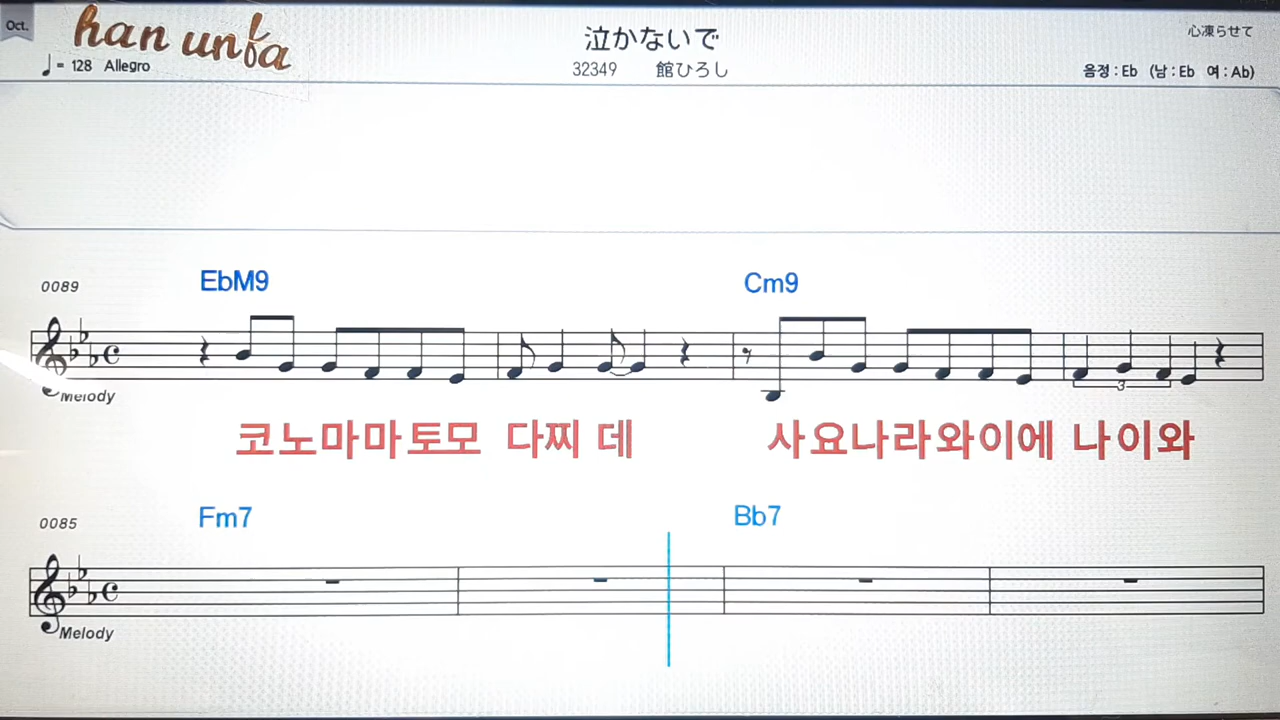 Oct.
han unfa
♩= 128 Allegro
泣かないで
32349 館ひろし
心凍らせて
음정 : Eb (남 : Eb 여 : Ab)
0089
EbM9 Cm9
3
Melody
코노마마토모 다찌 데 사요나라와이에 나이와
0085
Fm7 Bb7
Melody